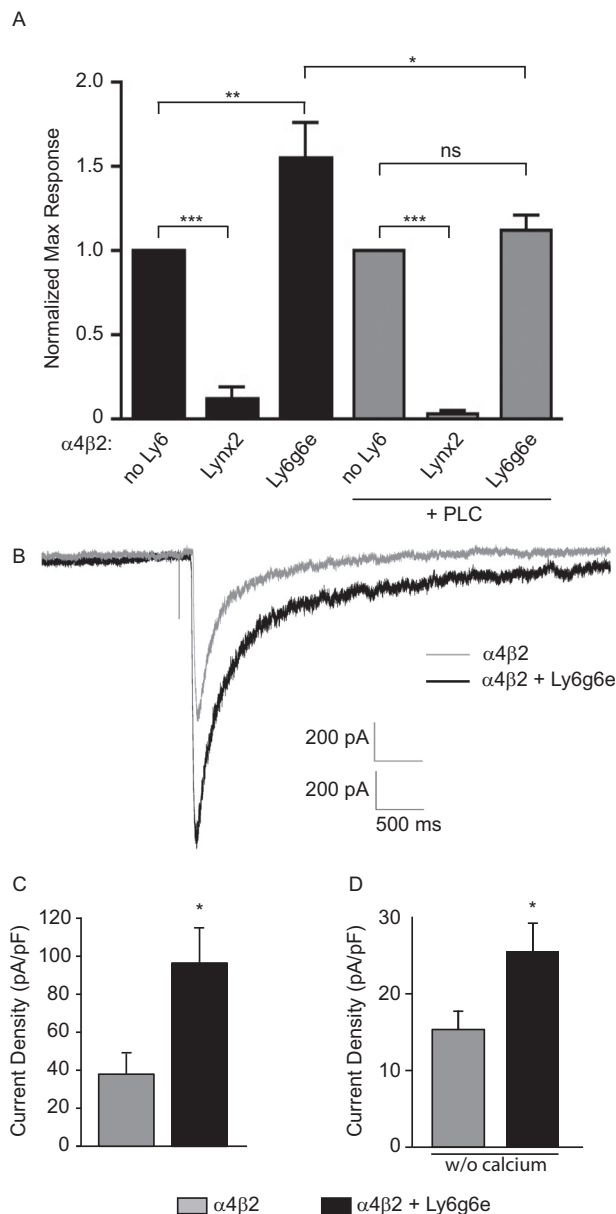 A
*
**
2.0
ns
1.5
***
***
1.0
0.5
0
Normalized Max Response
α4β2:
no Ly6
Lynx2
Ly6g6e
no Ly6
Lynx2
Ly6g6e
+ PLC
B
α4β2
α4β2 + Ly6g6e
200 pA
200 pA
500 ms
C
*
120
100
80
60
40
20
0
Current Density (pA/pF)
D
*
30
20
10
0
Current Density (pA/pF)
w/o calcium
α4β2
α4β2 + Ly6g6e